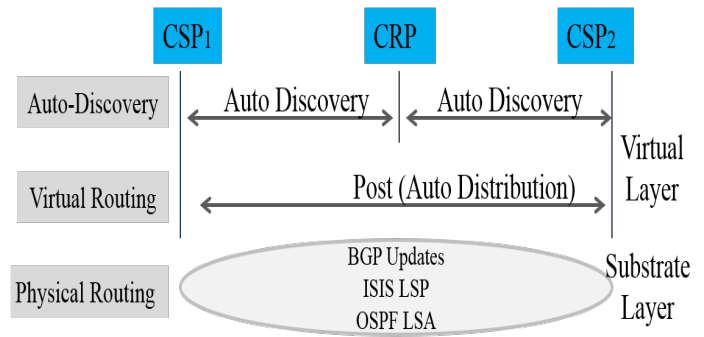 CSP1 CRP CSP2
Auto-Discovery
Auto Discovery
Auto Discovery
Virtual
Layer
Virtual Routing
Post (Auto Distribution)
Physical Routing
BGP Updates
ISIS LSP
OSPF LSA
Substrate
Layer